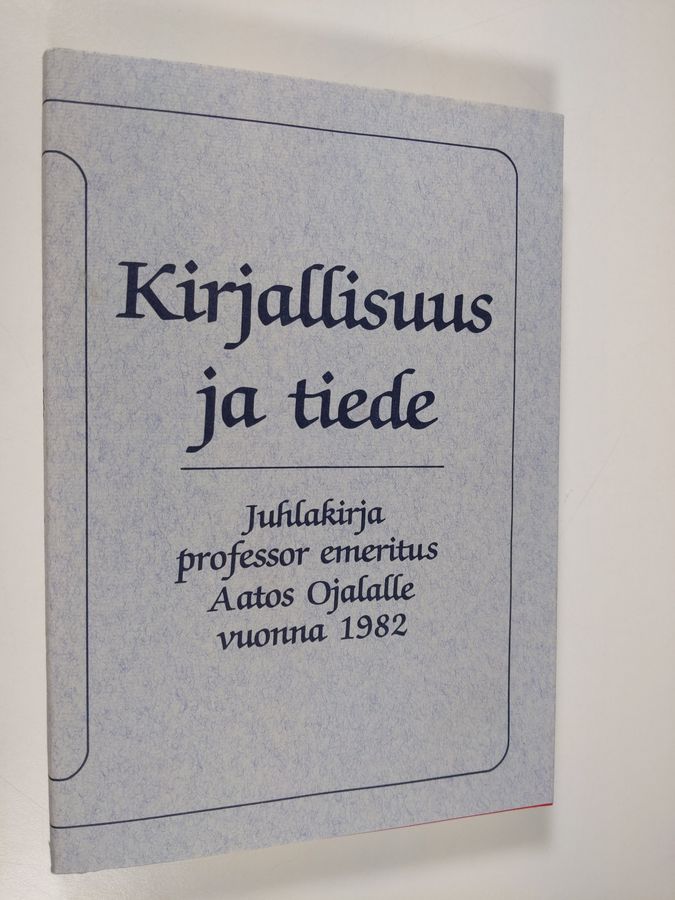 Kirjallisuus
ja tiede
Juhlakirja
professor emeritus
Aatos Ojalalle
vuonna 1982